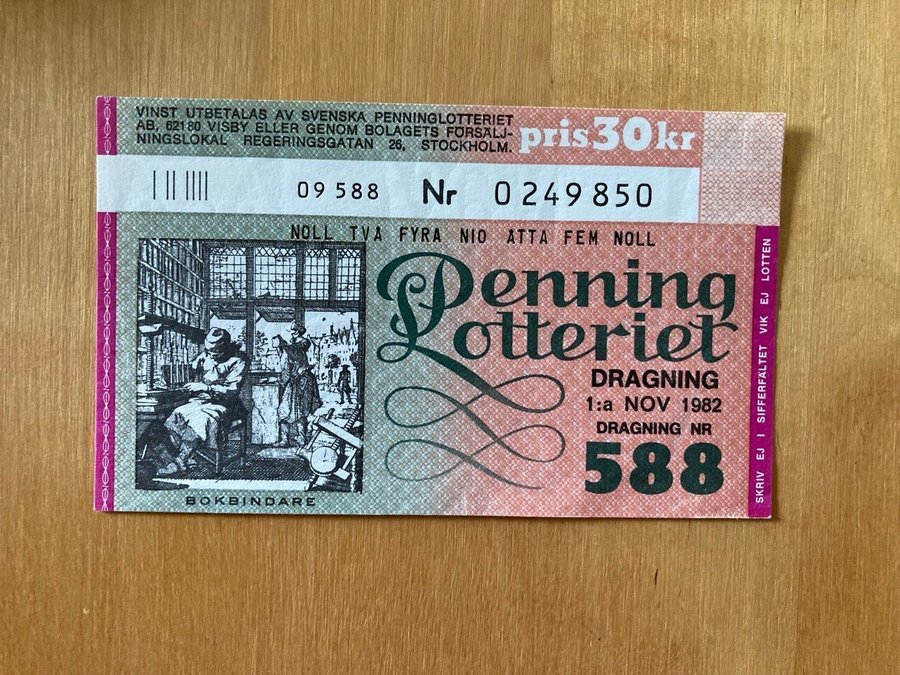 VINST UTBETALAS AV SVENSKA PENNINGLOTTERIET
AB, 62180 VISBY ELLER GENOM BOLAGETS FÖRSÄLJ-
NINGSLOKAL REGERINGSGATAN 26, STOCKHOLM.
pris 30 kr
09 588 Nr 0249850
NOLL TVÅ FYRA NIO ÅTTA FEM NOLL
Penning
Lotteriet
DRAGNING
1:a NOV 1982
DRAGNING NR
588
BOKBINDARE
SKRIV EJ I SIFFERFÄLTET VIK EJ LOTTEN